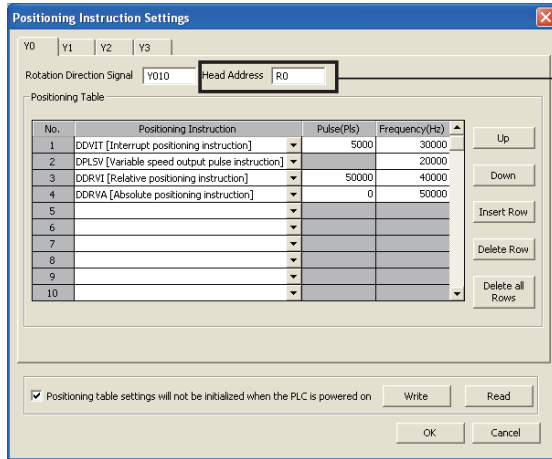 Positioning Instruction Settings
Y0 Y1 Y2 Y3
Rotation Direction Signal Y010 Head Address R0
Positioning Table
No. Positioning Instruction Pulse(Pls) Frequency(Hz)
1 DDVIT [Interrupt positioning instruction] 5000 30000
2 DPLSV [Variable speed output pulse instruction] 20000
3 DDRVI [Relative positioning instruction] 50000 40000
4 DDRVA [Absolute positioning instruction] 0 50000
5
6
7
8
9
10
Up
Down
Insert Row
Delete Row
Delete all
Rows
Positioning table settings will not be initialized when the PLC is powered on Write Read
OK Cancel